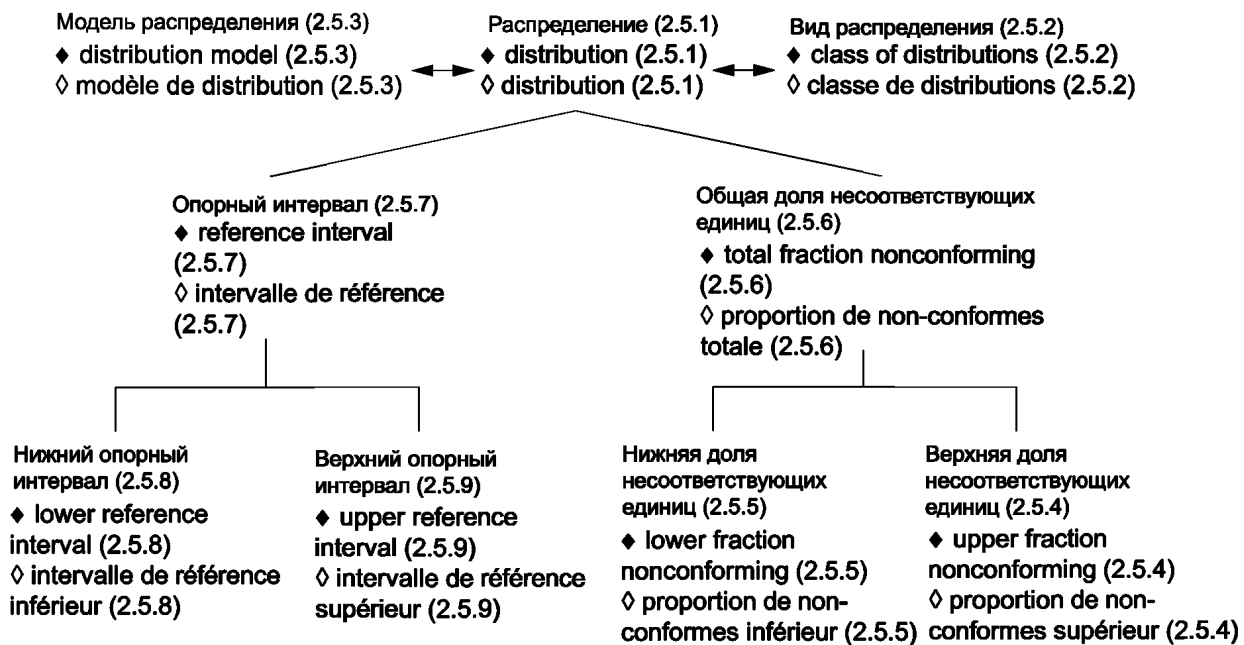 Модель распределения (2.5.3)
♦ distribution model (2.5.3)
◊ modèle de distribution (2.5.3)
Распределение (2.5.1)
♦ distribution (2.5.1)
◊ distribution (2.5.1)
Вид распределения (2.5.2)
♦ class of distributions (2.5.2)
◊ classe de distributions (2.5.2)
Опорный интервал (2.5.7)
♦ reference interval
(2.5.7)
◊ intervalle de référence
(2.5.7)
Общая доля несоответствующих
единиц (2.5.6)
♦ total fraction nonconforming
(2.5.6)
◊ proportion de non-conformes
totale (2.5.6)
Нижний опорный
интервал (2.5.8)
♦ lower reference
interval (2.5.8)
◊ intervalle de référence
inférieur (2.5.8)
Верхний опорный
интервал (2.5.9)
♦ upper reference
interval (2.5.9)
◊ intervalle de référence
supérieur (2.5.9)
Нижняя доля
несоответствующих
единиц (2.5.5)
♦ lower fraction
nonconforming (2.5.5)
◊ proportion de non-
conformes inférieur (2.5.5)
Верхняя доля
несоответствующих
единиц (2.5.4)
♦ upper fraction
nonconforming (2.5.4)
◊ proportion de non-
conformes supérieur (2.5.4)